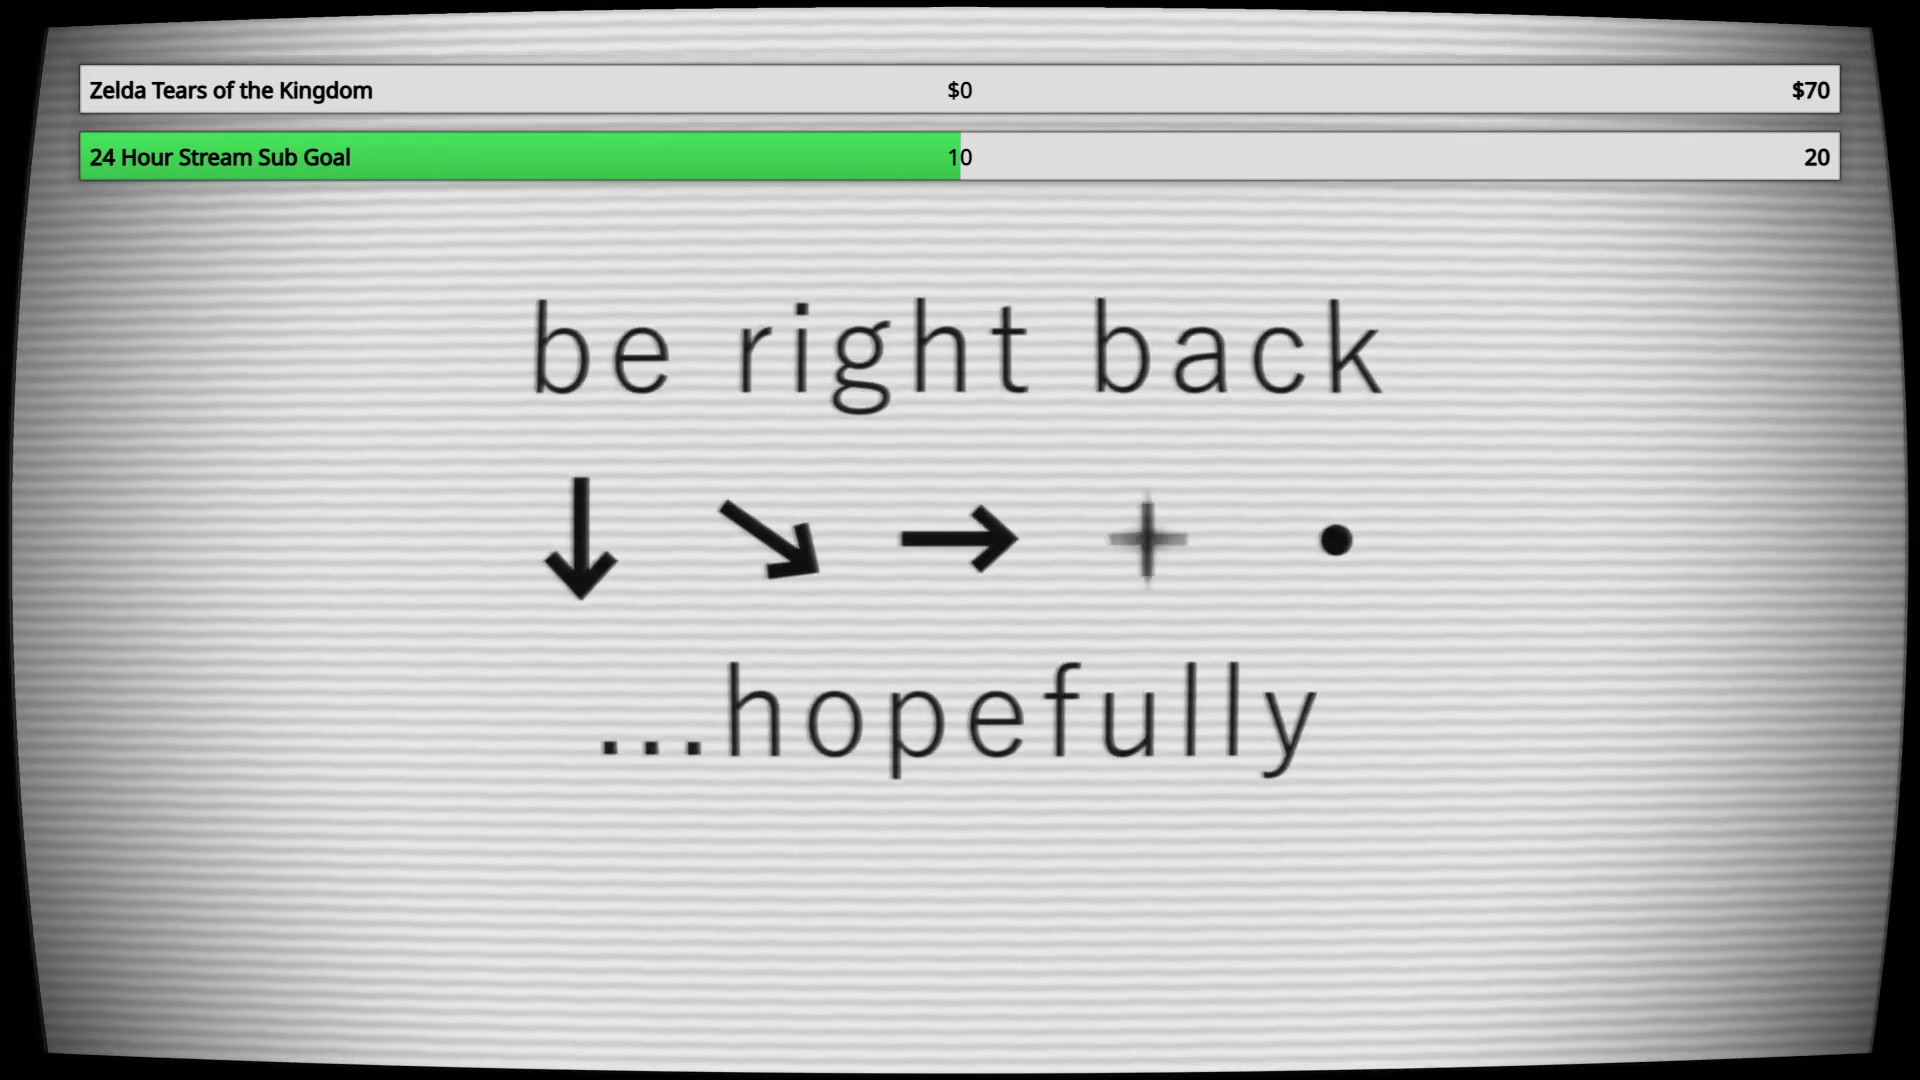 Zelda Tears of the Kingdom $0 $70
24 Hour Stream Sub Goal 10 20
be right back
↓ ↘ → + •
...hopefully